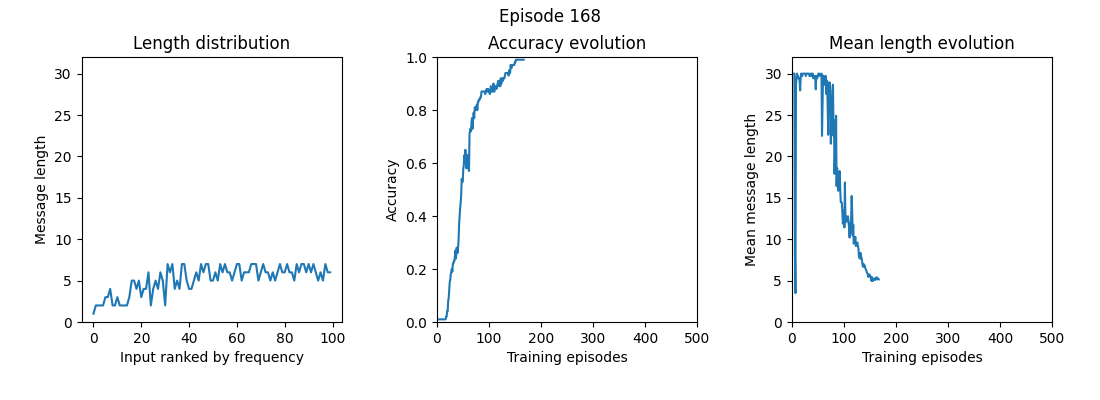 Episode 168
Length distribution
Accuracy evolution
Mean length evolution
Message length
30
25
20
15
10
5
0
0 20 40 60 80 100
Input ranked by frequency
Accuracy
1.0
0.8
0.6
0.4
0.2
0.0
0 100 200 300 400 500
Training episodes
Mean message length
30
25
20
15
10
5
0
0 100 200 300 400 500
Training episodes